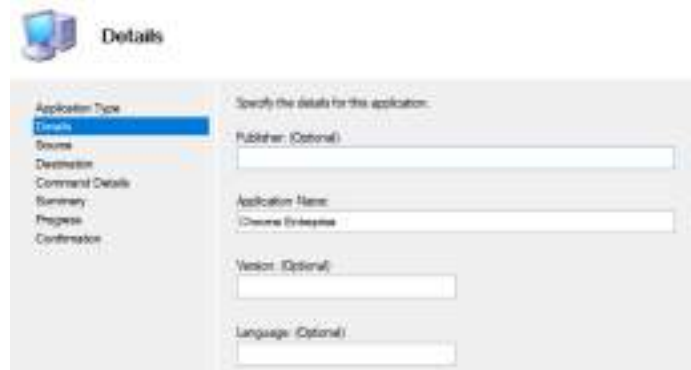 Details
Application Type
Details
Source
Destination
Command Details
Summary
Progress
Confirmation
Specify the details for this application.
Publisher: (Optional)
Application Name:
Chrome Enterprise
Version: (Optional)
Language: (Optional)